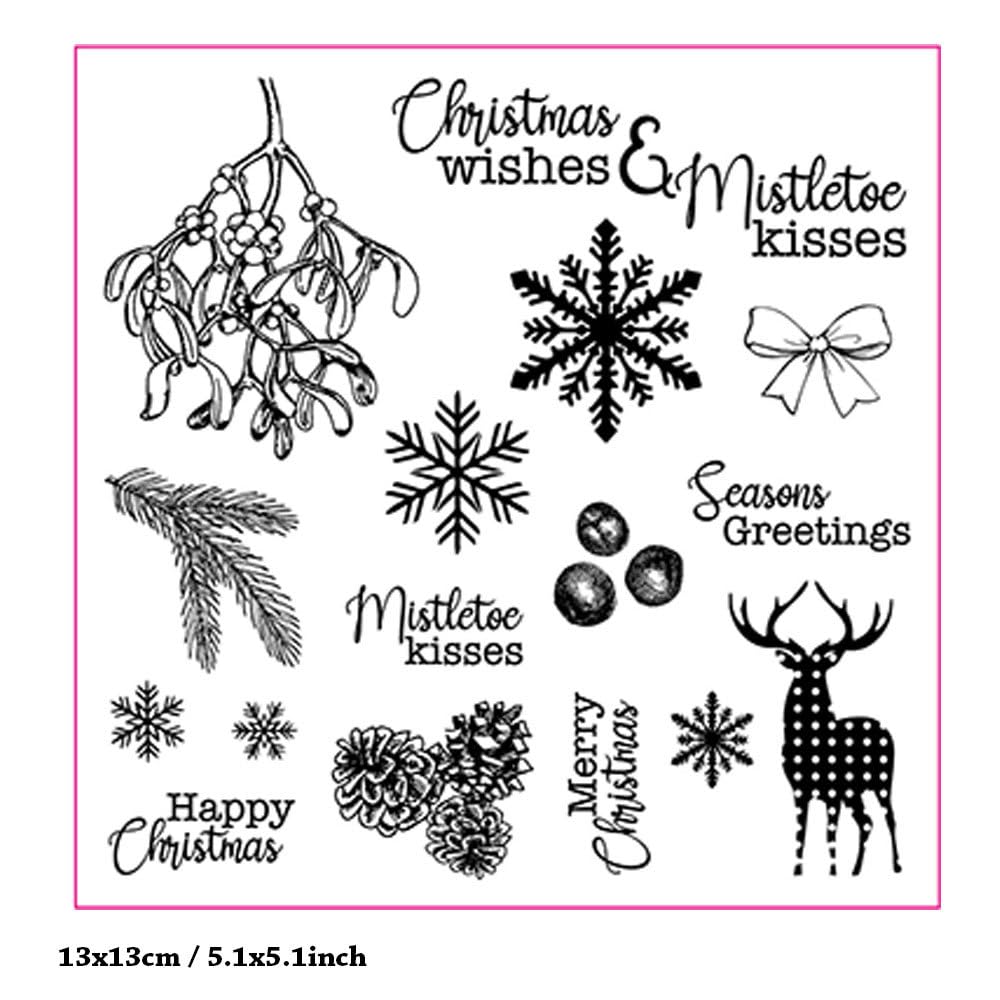 Christmas
wishes &
Mistletoe
kisses
Seasons
Greetings
Mistletoe
kisses
Merry
Christmas
Happy
Christmas
13x13cm / 5.1x5.1inch